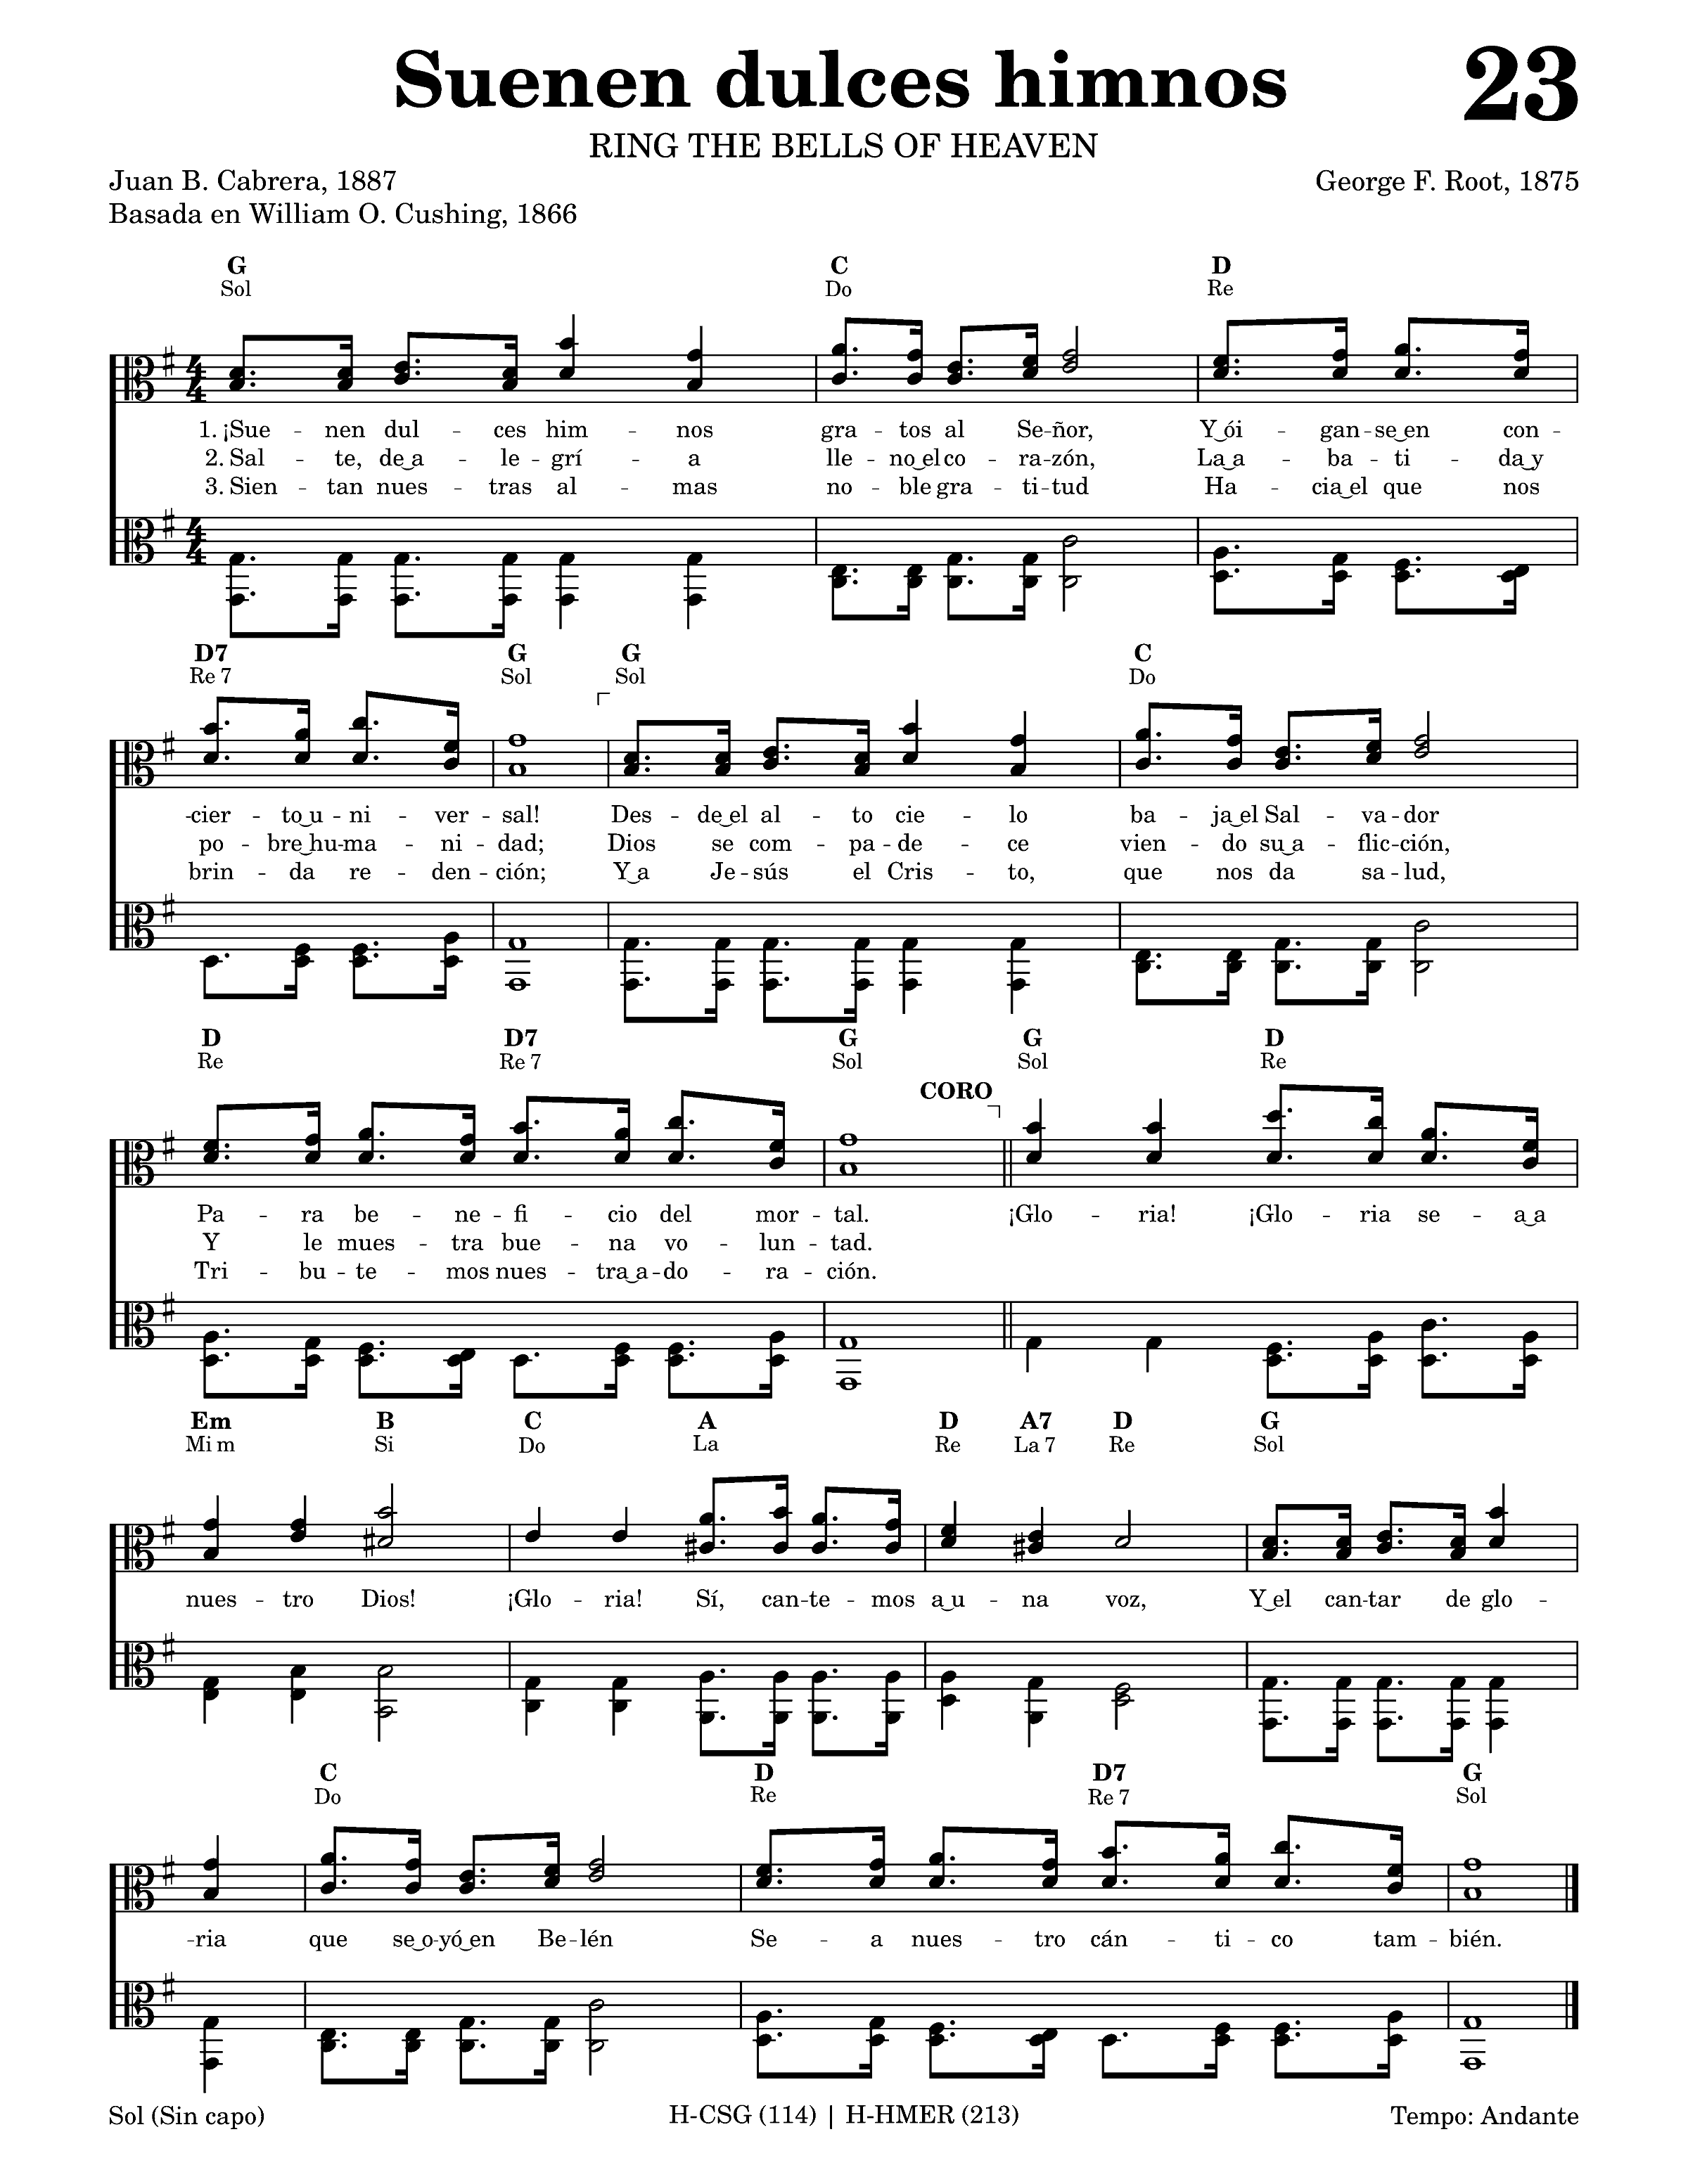 Suenen dulces himnos
23
RING THE BELLS OF HEAVEN
Juan B. Cabrera, 1887
George F. Root, 1875
Basada en William O. Cushing, 1866
G C D
Sol Do Re
4 4
1. ¡Sue - nen dul - ces him - nos gra - tos al Se - ñor, Y‿ói - gan - se‿en con -
2. Sal - te, de‿a - le - grí - a lle - no‿el co - ra - zón, La‿a - ba - ti - da‿y
3. Sien - tan nues - tras al - mas no - ble gra - ti - tud Ha - cia‿el que nos
4 4
D7 G G C
Re 7 Sol Sol Do
-cier - to‿u - ni - ver - sal! Des - de‿el al - to cie - lo ba - ja‿el Sal - va - dor
po - bre‿hu - ma - ni - dad; Dios se com - pa - de - ce vien - do su‿a - flic - ción,
brin - da re - den - ción; Y‿a Je - sús el Cris - to, que nos da sa - lud,
D D7 G G D
Re Re 7 Sol Sol Re
CORO
Pa - ra be - ne - fi - cio del mor - tal. ¡Glo - ria! ¡Glo - ria se - a‿a
Y le mues - tra bue - na vo - lun - tad.
Tri - bu - te - mos nues - tra‿a - do - ra - ción.
Em B C A D A7 D G
Mi m Si Do La Re La 7 Re Sol
nues - tro Dios! ¡Glo - ria! Sí, can - te - mos a‿u - na voz, Y‿el can - tar de glo -
C D D7 G
Do Re Re 7 Sol
-ria que se‿o - yó‿en Be - lén Se - a nues - tro cán - ti - co tam - bién.
Sol (Sin capo)
H-CSG (114) | H-HMER (213)
Tempo: Andante